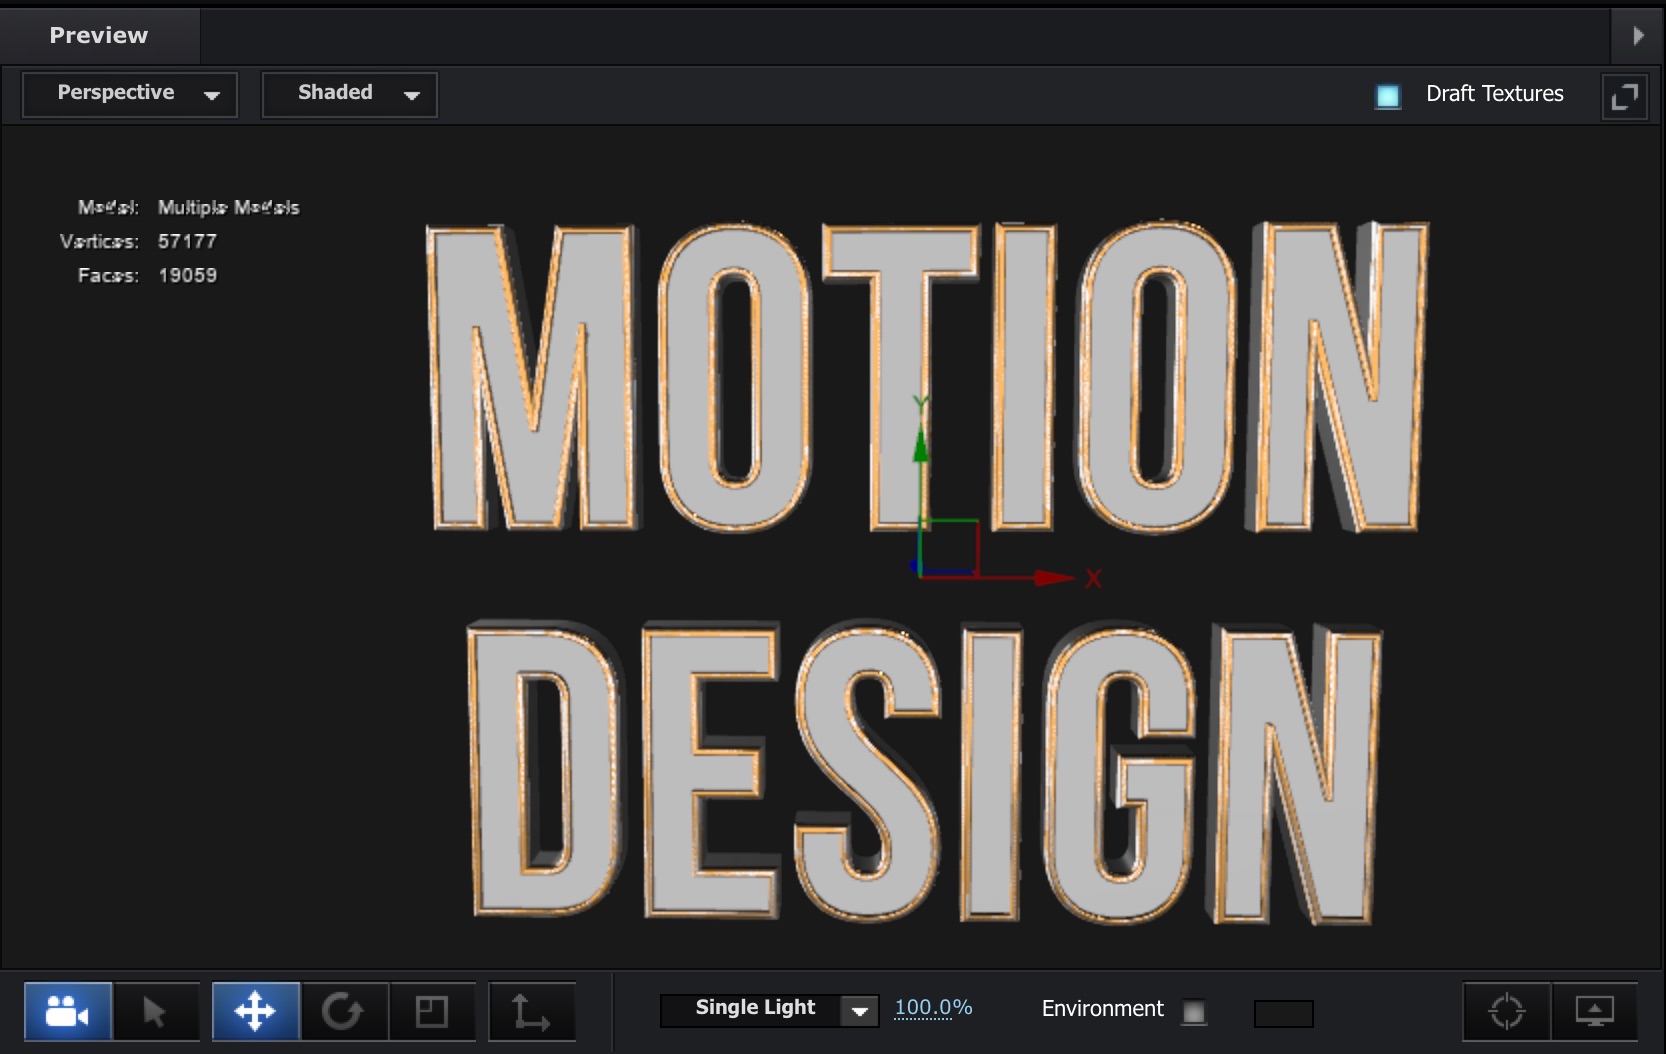 Preview
Perspective
Shaded
Draft Textures
Model: Multiple Models
Vertices: 57177
Faces: 19059
MOTION
Y
X
DESIGN
Single Light
100.0%
Environment